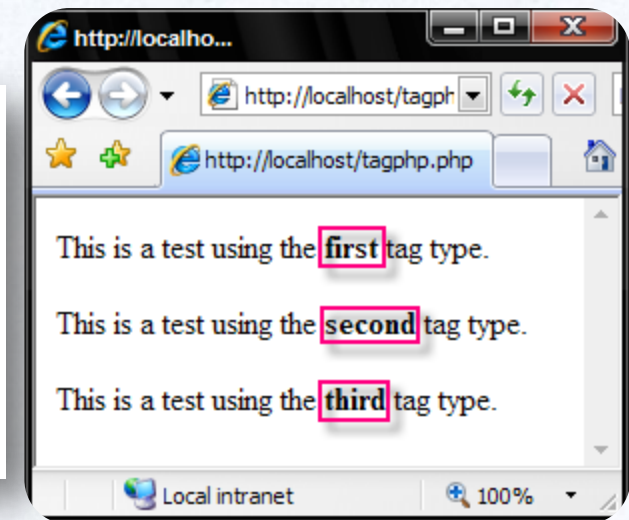 http://localho...
http://localhost/tagph
http://localhost/tagphp.php
This is a test using the first tag type.
This is a test using the second tag type.
This is a test using the third tag type.
Local intranet 100%